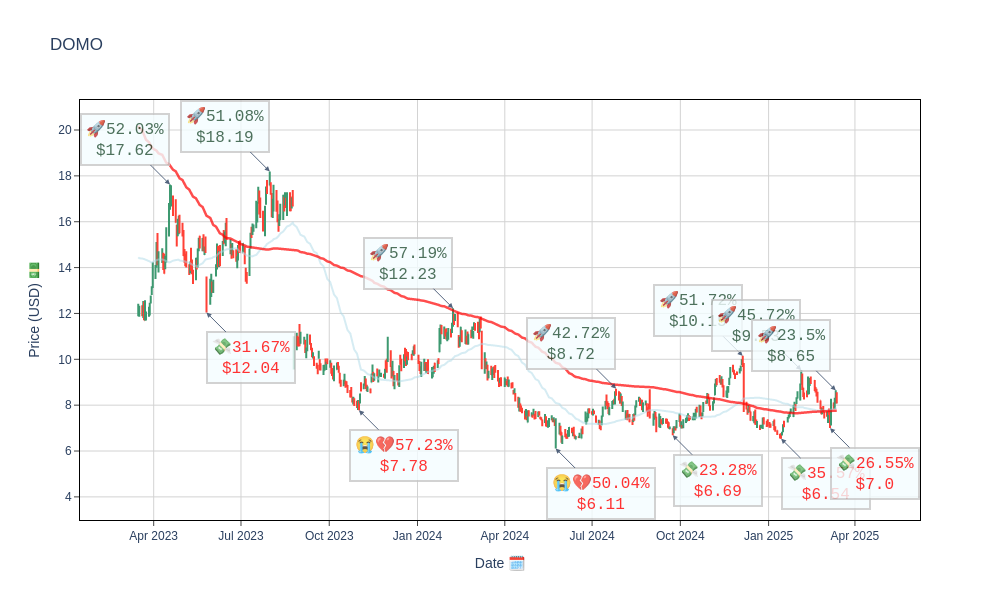 DOMO
🚀52.03%
$17.62
🚀51.08%
$18.19
💸31.67%
$12.04
🚀57.19%
$12.23
😭💔57.23%
$7.78
🚀42.72%
$8.72
😭💔50.04%
$6.11
💸23.28%
$6.69
🚀51.72%
🚀45.72%
🚀23.5%
$8.65
💸26.55%
$7.0
20
18
16
14
12
10
8
6
4
Price (USD) 💵
Apr 2023
Jul 2023
Oct 2023
Jan 2024
Apr 2024
Jul 2024
Oct 2024
Jan 2025
Apr 2025
Date 🗓️